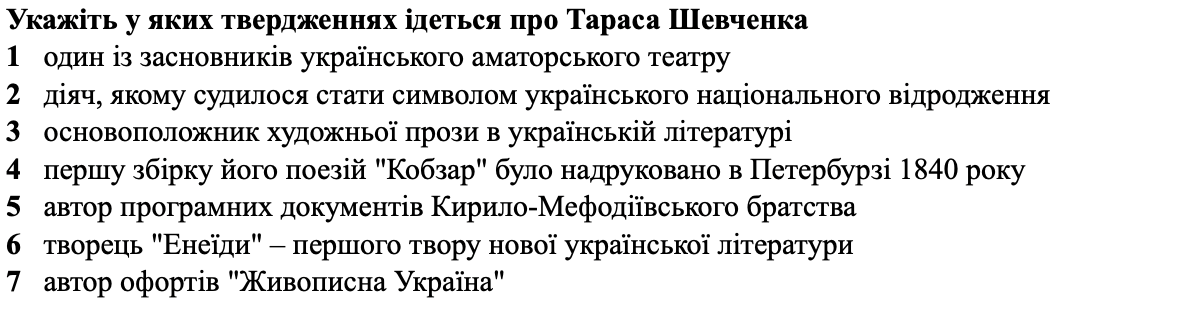 Укажіть у яких твердженнях ідеться про Тараса Шевченка
1 один із засновників українського аматорського театру
2 діяч, якому судилося стати символом українського національного відродження
3 основоположник художньої прози в українській літературі
4 першу збірку його поезій "Кобзар" було надруковано в Петербурзі 1840 року
5 автор програмних документів Кирило-Мефодіївського братства
6 творець "Енеїди" – першого твору нової української літератури
7 автор офортів "Живописна Україна"